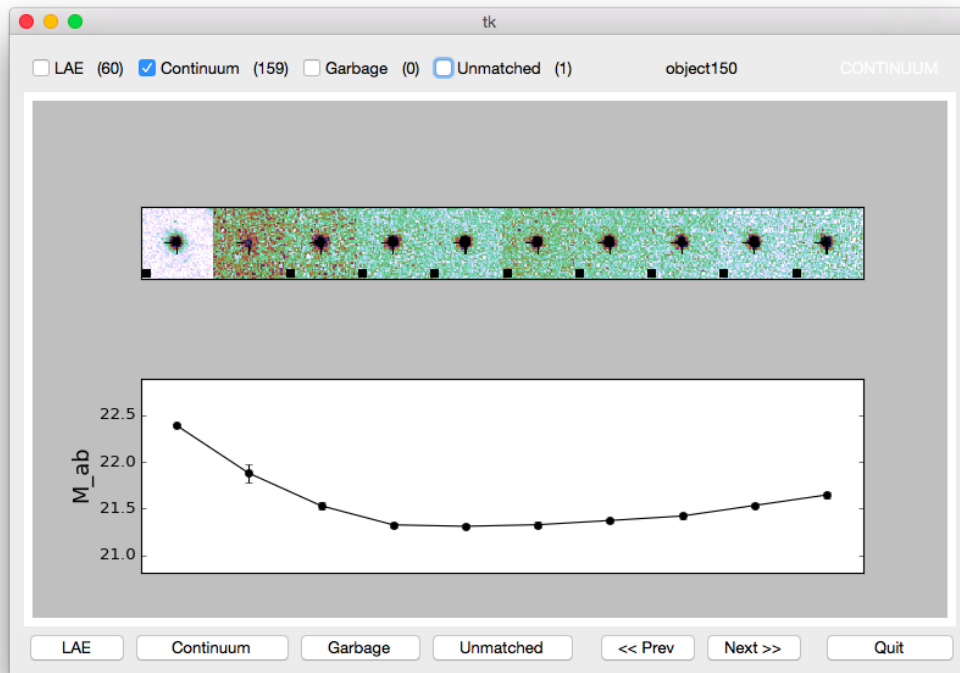 tk
LAE (60) Continuum (159) Garbage (0) Unmatched (1) object150 CONTINUUM
22.5
22.0
21.5
21.0
M_ab
LAE Continuum Garbage Unmatched << Prev Next >> Quit